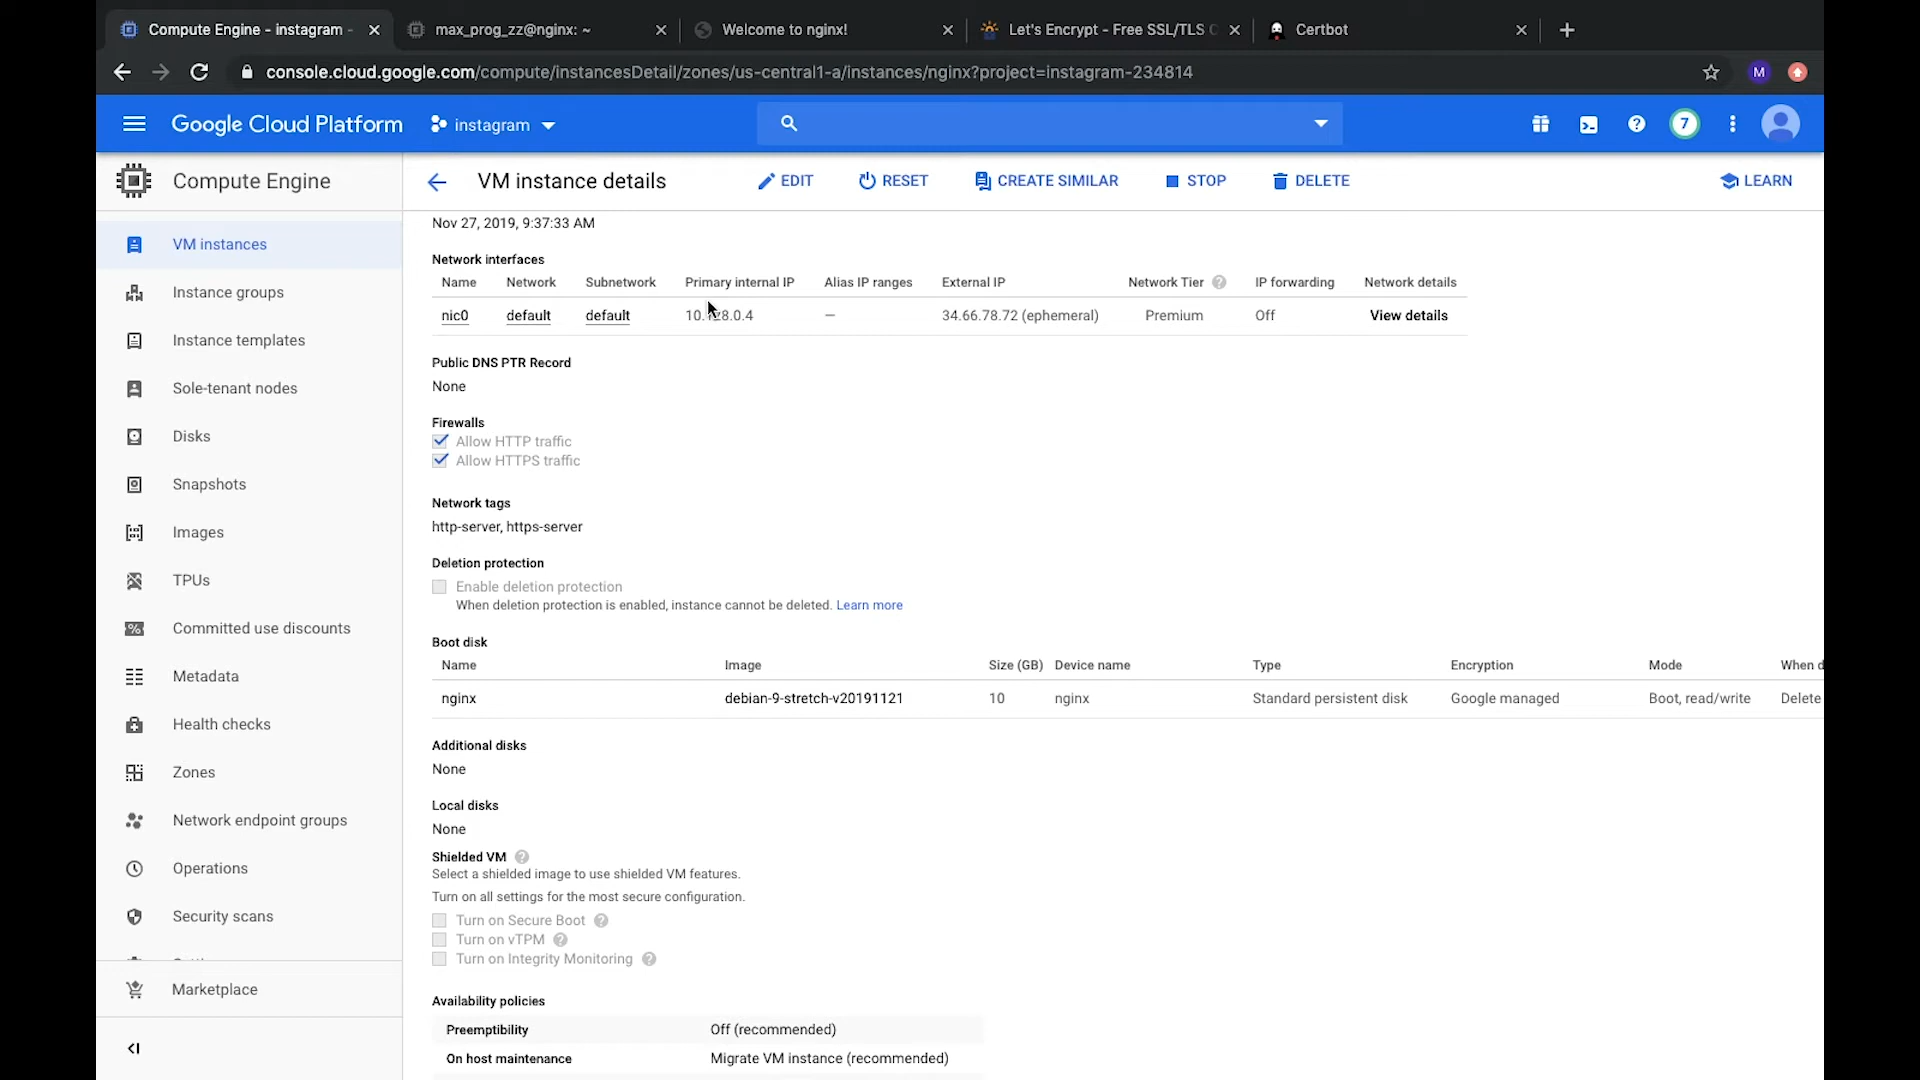 Compute Engine - instagram -
max_prog_zz@nginx: ~
Welcome to nginx!
Let's Encrypt - Free SSL/TLS C
Certbot
console.cloud.google.com/compute/instancesDetail/zones/us-central1-a/instances/nginx?project=instagram-234814
M
Google Cloud Platform
instagram
7
Compute Engine
VM instance details
EDIT
RESET
CREATE SIMILAR
STOP
DELETE
LEARN
VM instances
Instance groups
Instance templates
Sole-tenant nodes
Disks
Snapshots
Images
TPUs
Committed use discounts
Metadata
Health checks
Zones
Network endpoint groups
Operations
Security scans
Marketplace
Nov 27, 2019, 9:37:33 AM
Network interfaces
Name Network Subnetwork Primary internal IP Alias IP ranges External IP Network Tier IP forwarding Network details
nic0 default default 10.128.0.4 — 34.66.78.72 (ephemeral) Premium Off View details
Public DNS PTR Record
None
Firewalls
Allow HTTP traffic
Allow HTTPS traffic
Network tags
http-server, https-server
Deletion protection
Enable deletion protection
When deletion protection is enabled, instance cannot be deleted. Learn more
Boot disk
Name Image Size (GB) Device name Type Encryption Mode When d
nginx debian-9-stretch-v20191121 10 nginx Standard persistent disk Google managed Boot, read/write Delete
Additional disks
None
Local disks
None
Shielded VM
Select a shielded image to use shielded VM features.
Turn on all settings for the most secure configuration.
Turn on Secure Boot
Turn on vTPM
Turn on Integrity Monitoring
Availability policies
Preemptibility Off (recommended)
On host maintenance Migrate VM instance (recommended)